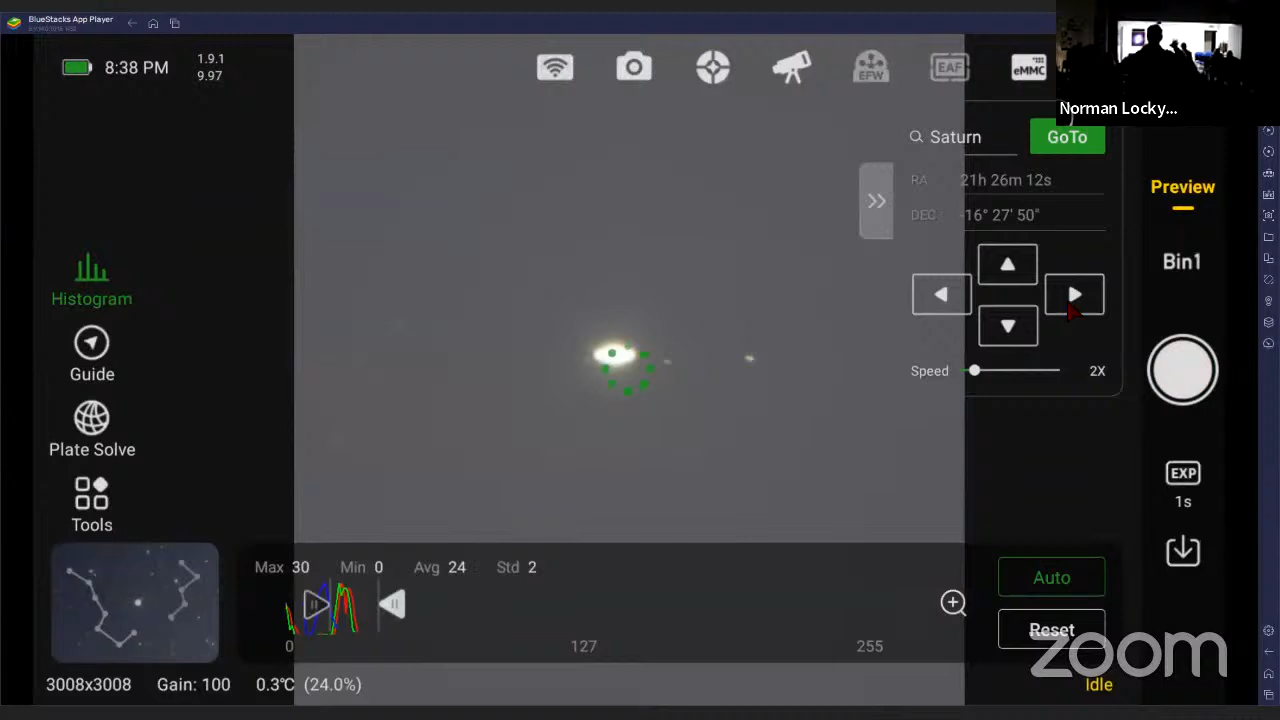 BlueStacks App Player
8:38 PM
1.9.1
9.97
EFW
EAF
eMMC
Norman Locky...
Saturn
GoTo
RA
21h 26m 12s
DEC
-16° 27' 50"
Preview
Bin1
Histogram
Guide
Plate Solve
Tools
Speed
2X
EXP
1s
Max 30 Min 0 Avg 24 Std 2
0
127
255
Auto
Reset
zoom
3008x3008 Gain: 100 0.3℃ (24.0%)
Idle